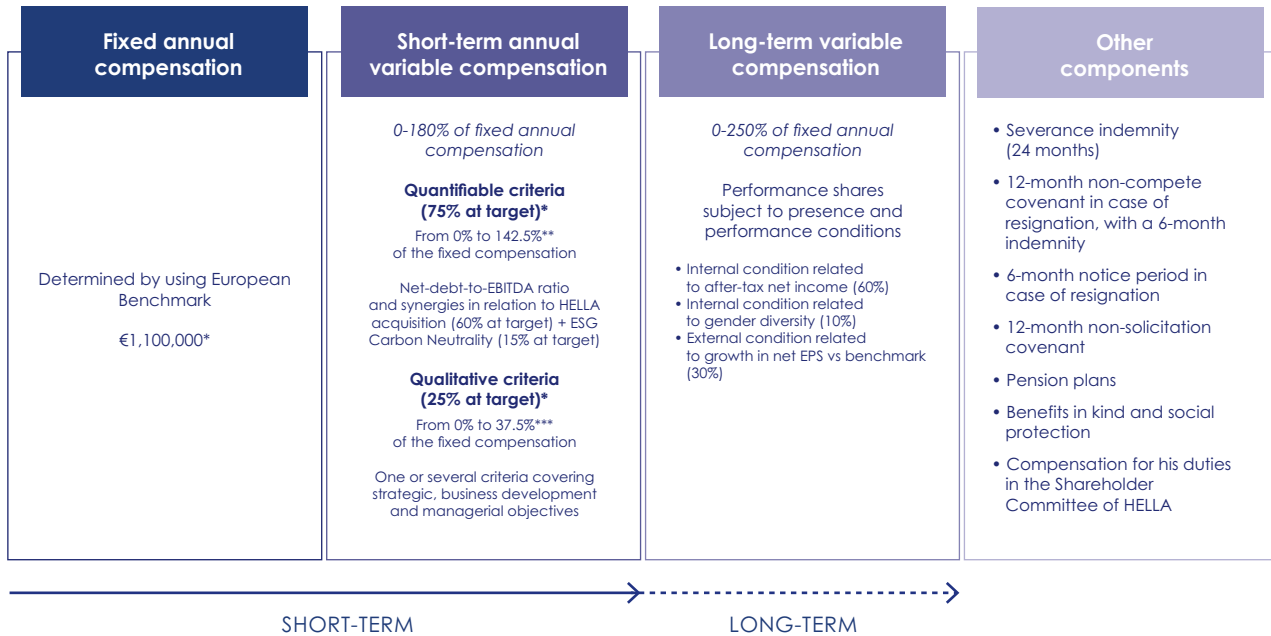 Fixed annual
compensation
Determined by using European
Benchmark
€1,100,000*
Short-term annual
variable compensation
0-180% of fixed annual
compensation
Quantifiable criteria
(75% at target)*
From 0% to 142.5%**
of the fixed compensation
Net-debt-to-EBITDA ratio
and synergies in relation to HELLA
acquisition (60% at target) + ESG
Carbon Neutrality (15% at target)
Qualitative criteria
(25% at target)*
From 0% to 37.5%***
of the fixed compensation
One or several criteria covering
strategic, business development
and managerial objectives
Long-term variable
compensation
0-250% of fixed annual
compensation
Performance shares
subject to presence and
performance conditions
• Internal condition related
to after-tax net income (60%)
• Internal condition related
to gender diversity (10%)
• External condition related
to growth in net EPS vs benchmark
(30%)
Other
components
• Severance indemnity
(24 months)
• 12-month non-compete
covenant in case of
resignation, with a 6-month
indemnity
• 6-month notice period in
case of resignation
• 12-month non-solicitation
covenant
• Pension plans
• Benefits in kind and social
protection
• Compensation for his duties
in the Shareholder
Committee of HELLA
SHORT-TERM
LONG-TERM